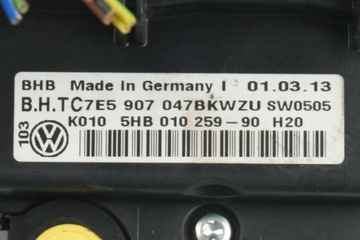 BHB Made in Germany I 01.03.13
B.H.TC7E5 907 047BKWZU SW0505
K010 5HB 010 259-90 H20
103